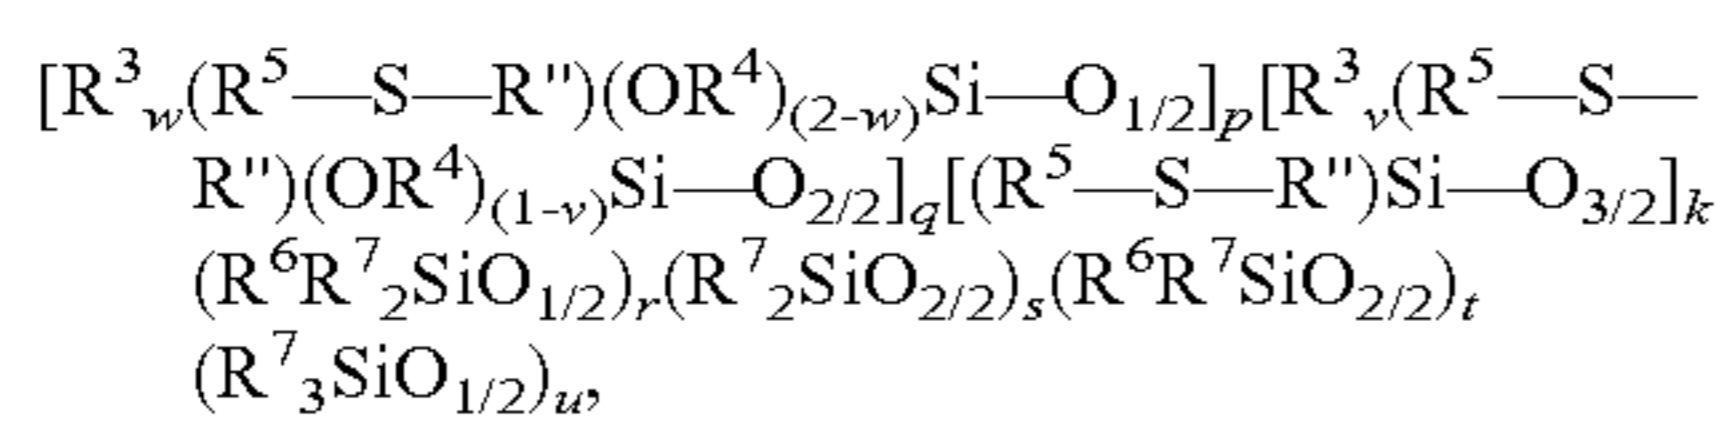 [R³w(R⁵—S—R")(OR⁴)(2-w)Si—O1/2]p[R³v(R⁵—S—
R")(OR⁴)(1-v)Si—O2/2]q[(R⁵—S—R")Si—O3/2]k
(R⁶R⁷₂SiO1/2)r(R⁷₂SiO2/2)s(R⁶R⁷SiO2/2)t
(R⁷₃SiO1/2)u,